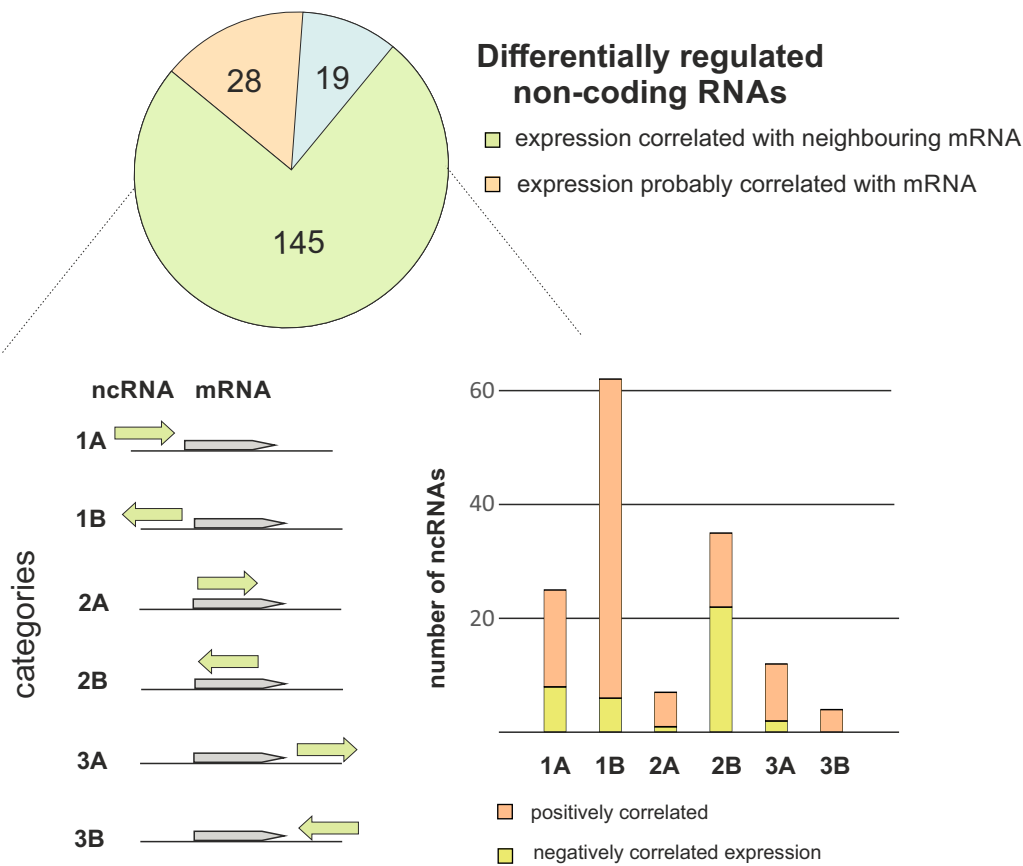 28
19
145
Differentially regulated
non-coding RNAs
expression correlated with neighbouring mRNA
expression probably correlated with mRNA
categories
ncRNA mRNA
1A
1B
2A
2B
3A
3B
number of ncRNAs
60
40
20
1A 1B 2A 2B 3A 3B
positively correlated
negatively correlated expression